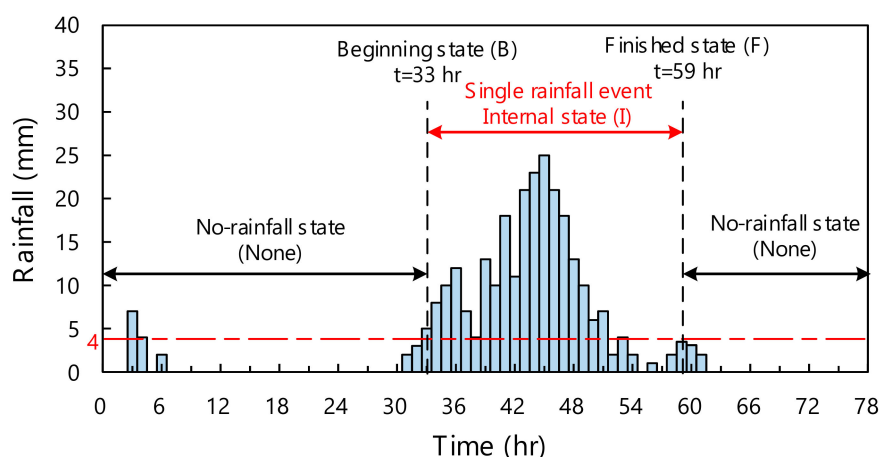 Beginning state (B)
t=33 hr
Finished state (F)
t=59 hr
Single rainfall event
Internal state (I)
No-rainfall state
(None)
No-rainfall state
(None)
Rainfall (mm)
40
35
30
25
20
15
10
5
4
0
0 6 12 18 24 30 36 42 48 54 60 66 72 78
Time (hr)